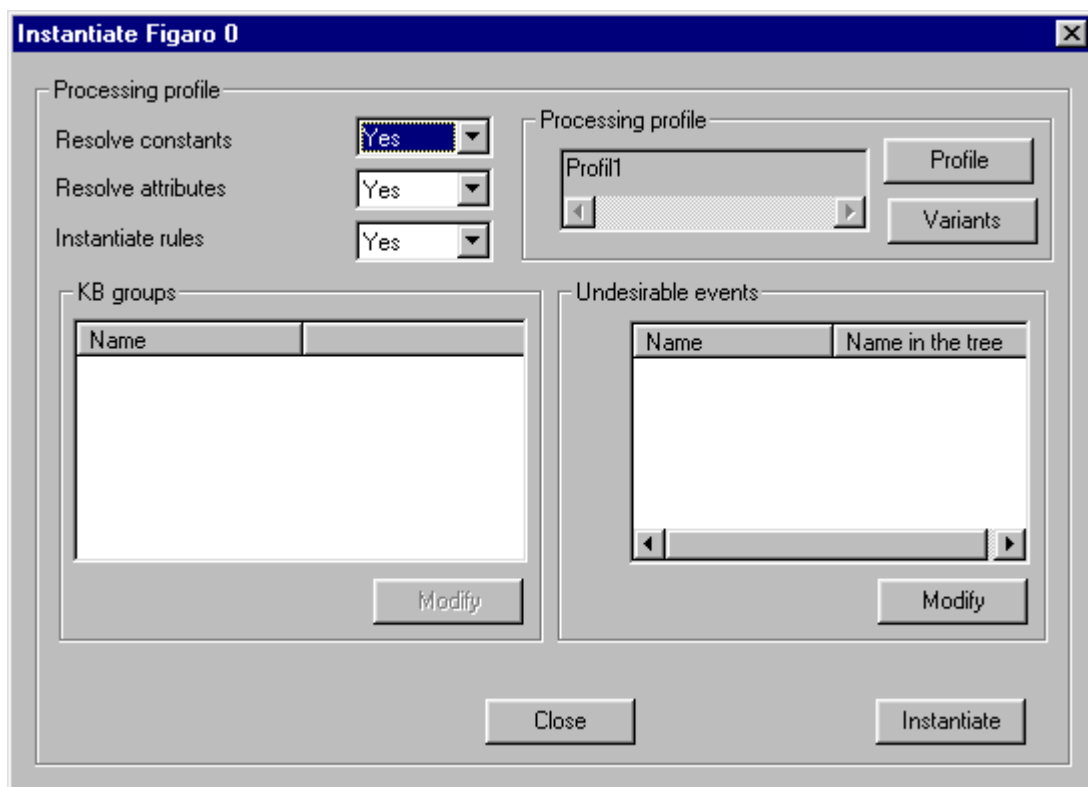 Instantiate Figaro 0
Processing profile
Resolve constants Yes
Resolve attributes Yes
Instantiate rules Yes
Processing profile
Profil1
Profile
Variants
KB groups
Name
Modify
Undesirable events
Name Name in the tree
Modify
Close Instantiate